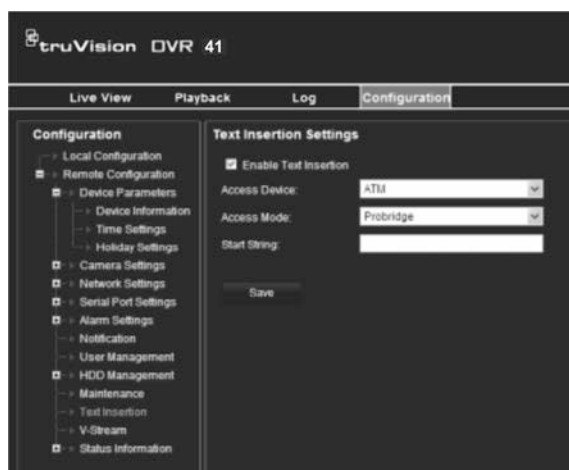 truVision DVR 41
Live View Playback Log Configuration
Configuration
Local Configuration
Remote Configuration
Device Parameters
Device Information
Time Settings
Holiday Settings
Camera Settings
Network Settings
Serial Port Settings
Alarm Settings
Notification
User Management
HDD Management
Maintenance
Text Insertion
V-Stream
Status Information
Text Insertion Settings
Enable Text Insertion
Access Device: ATM
Access Mode: Probridge
Start String:
Save